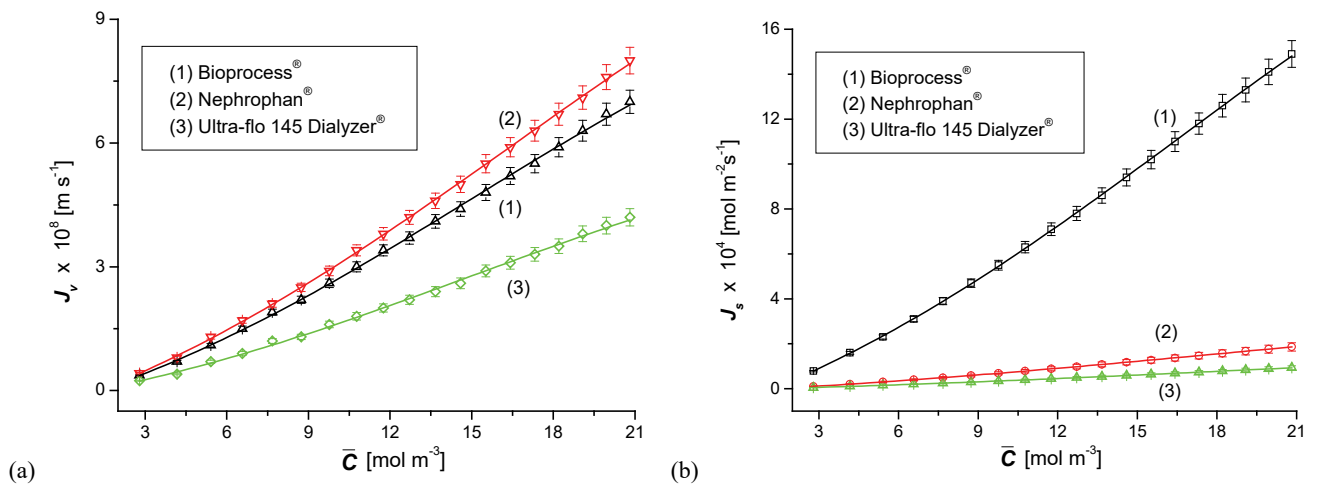 9
6
3
0
3 6 9 12 15 18 21
J_v x 10^8 [m s^-1]
C̄ [mol m^-3]
(1) Bioprocess®
(2) Nephrophan®
(3) Ultra-flo 145 Dialyzer®
(2)
(1)
(3)
(a)
16
12
8
4
0
3 6 9 12 15 18 21
J_s x 10^4 [mol m^-2s^-1]
C̄ [mol m^-3]
(1) Bioprocess®
(2) Nephrophan®
(3) Ultra-flo 145 Dialyzer®
(1)
(2)
(3)
(b)